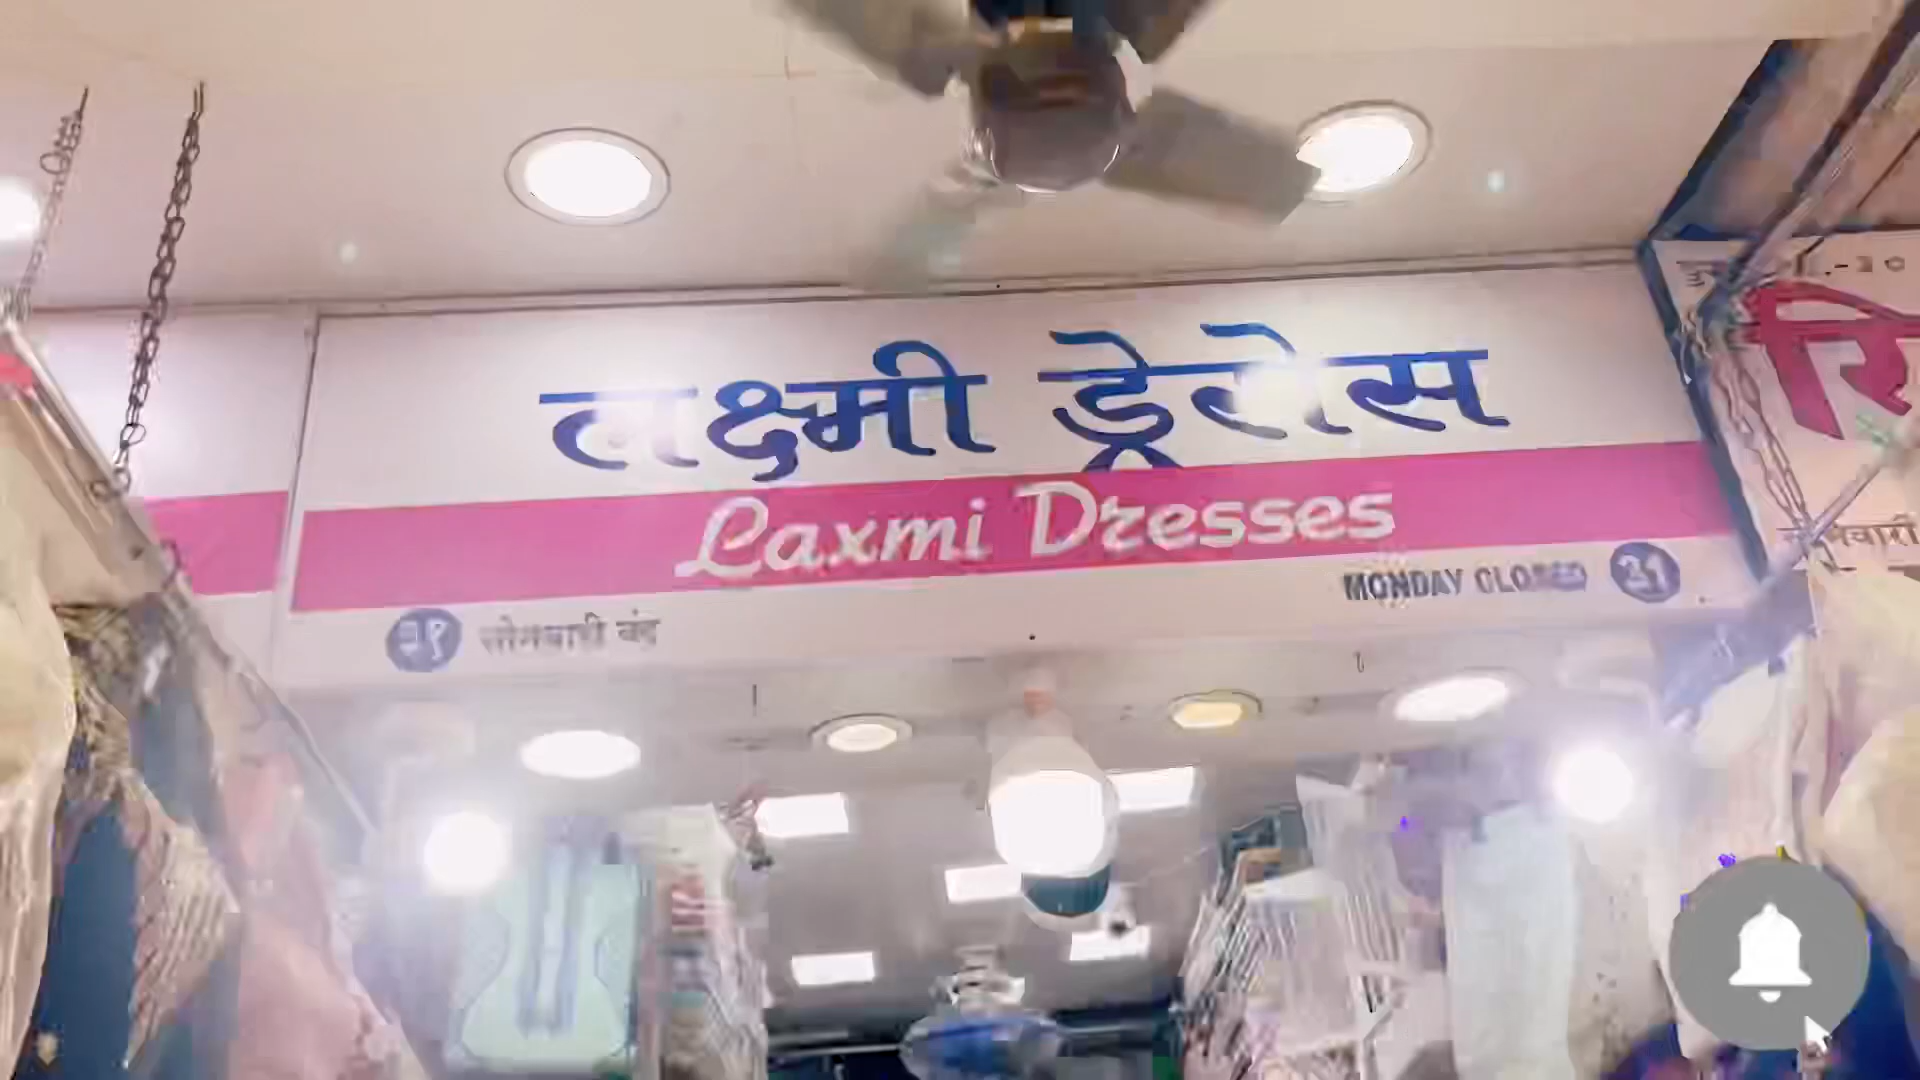 लक्ष्मी ड्रेसेस
Laxmi Dresses
MONDAY CLOSED 21
२१ सोमवारी बंद